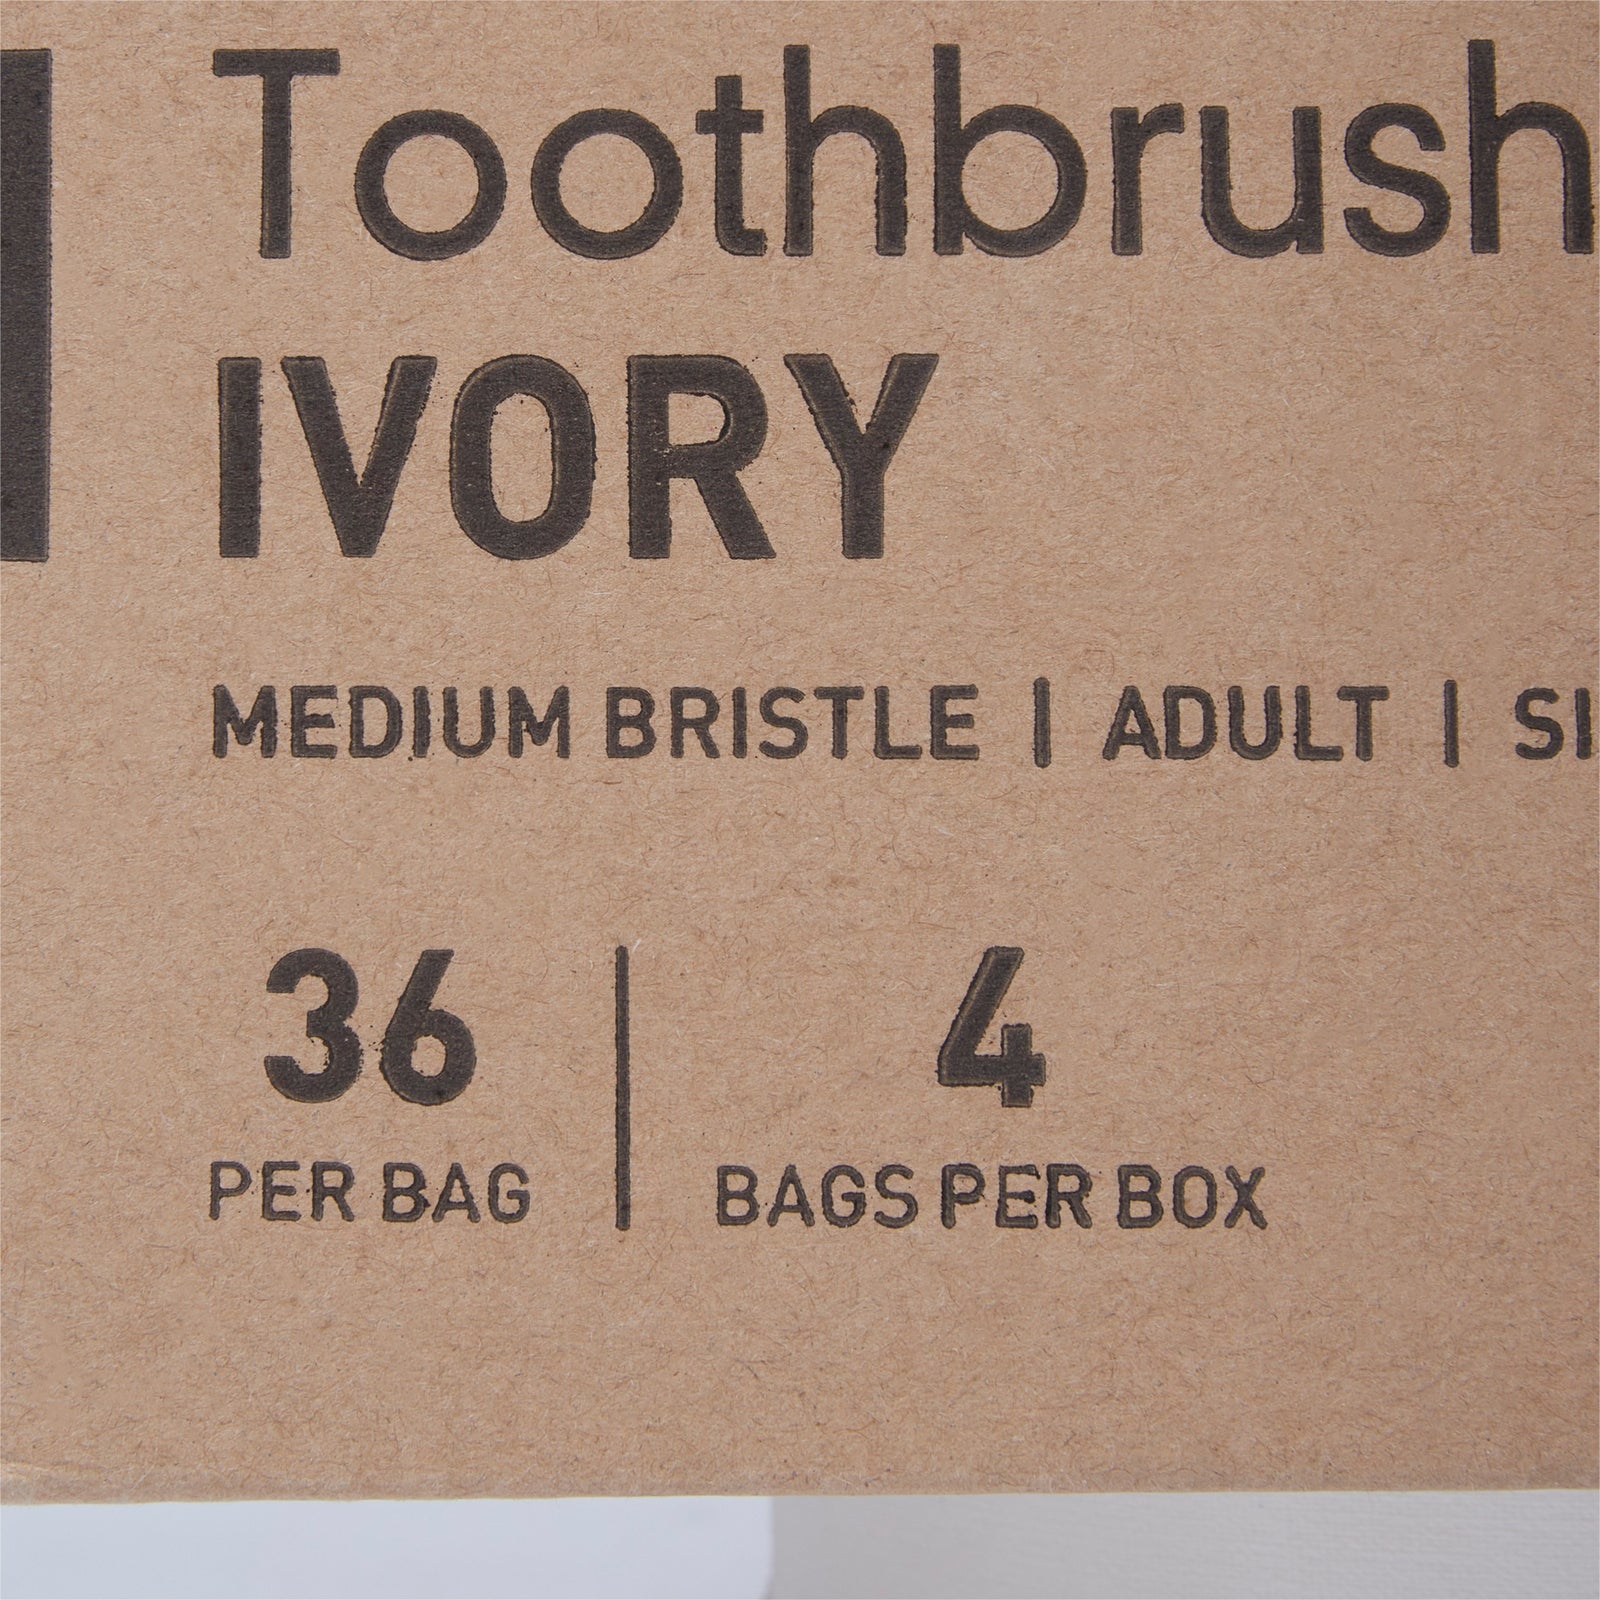 Toothbrush
IVORY
MEDIUM BRISTLE | ADULT |
36 | 4
PER BAG | BAGS PER BOX